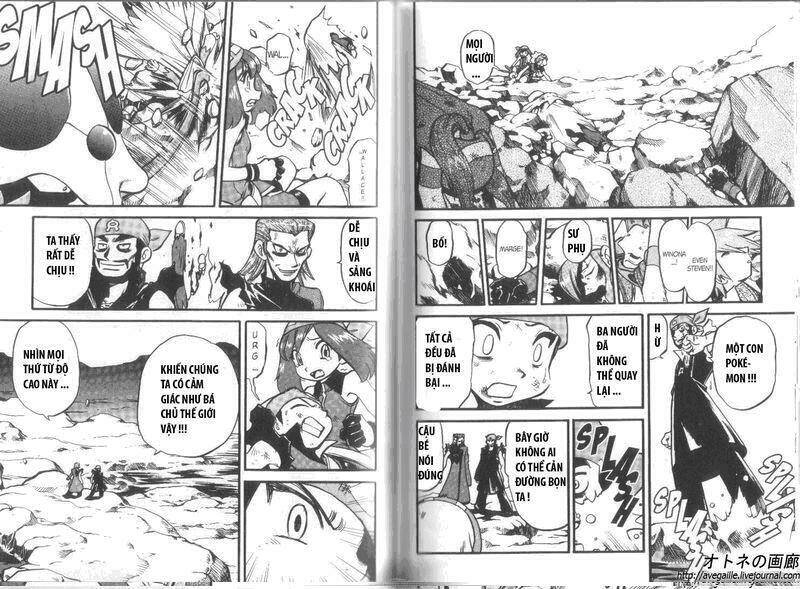 MỌI
NGƯỜI
...
WINONA
...!
EVEN
STEVEN!!
SƯ
PHỤ
MARGE!
BỐ!
MỘT CON
POKÉ-
MON !!!
HỪ
BA NGƯỜI
ĐÃ
KHÔNG
THỂ QUAY
LẠI ...
TẤT CẢ
ĐỀU ĐÃ
BỊ ĐÁNH
BẠI ...
SPLASH
SPLASH
SPLASH
BÂY GIỜ
KHÔNG AI
CÓ THỂ CẢN
ĐƯỜNG BỌN
TA !
CẬU
BÉ
NÓI
ĐÚNG
WAL...
CRACK
CRACK
WALLACE!!
SMASH
DỄ
CHỊU
VÀ
SẢNG
KHOÁI
TA THẤY
RẤT DỄ
CHỊU !!
URG...
KHIẾN CHÚNG
TA CÓ CẢM
GIÁC NHƯ BÁ
CHỦ THẾ GIỚI
VẬY !!!
NHÌN MỌI
THỨ TỪ ĐỘ
CAO NÀY ...
オトネの画廊
http://avegaille.livejournal.com